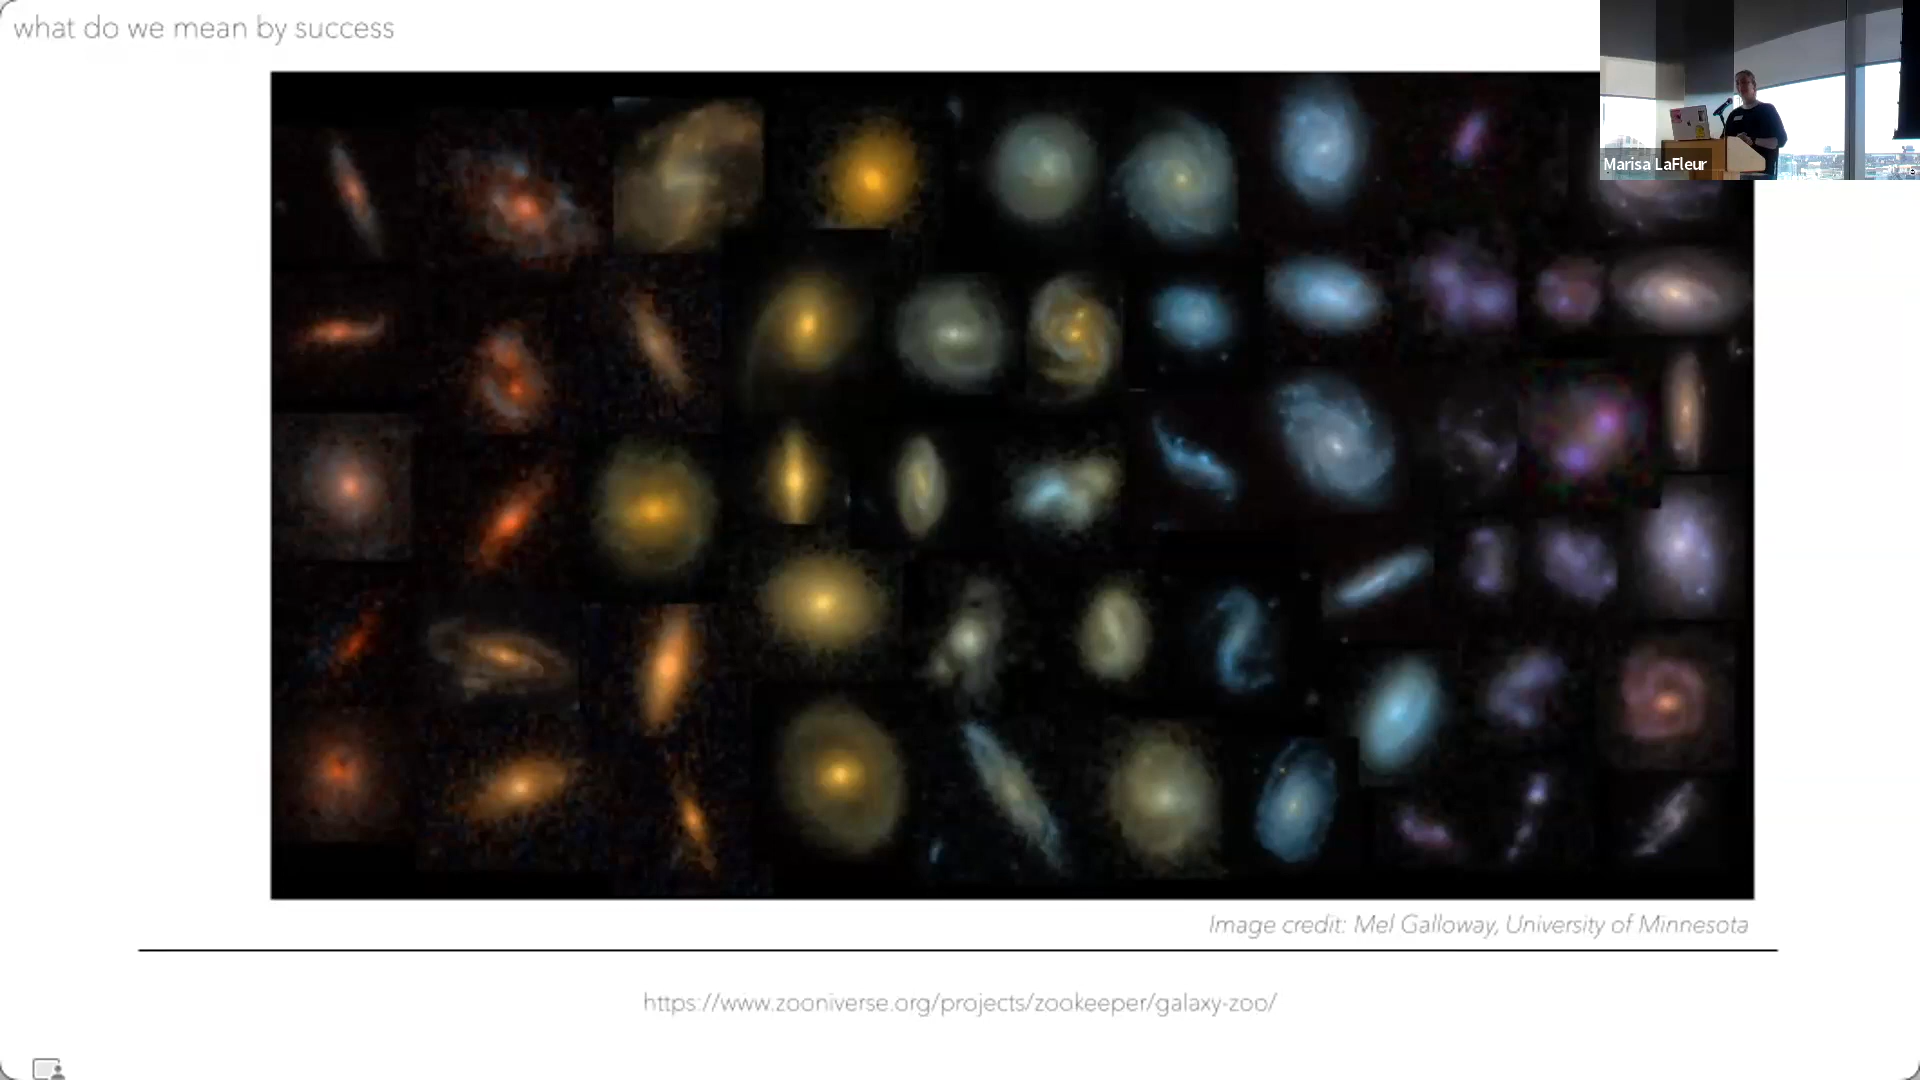 what do we mean by success
Marisa LaFleur
Image credit: Mel Galloway, University of Minnesota
https://www.zooniverse.org/projects/zookeeper/galaxy-zoo/